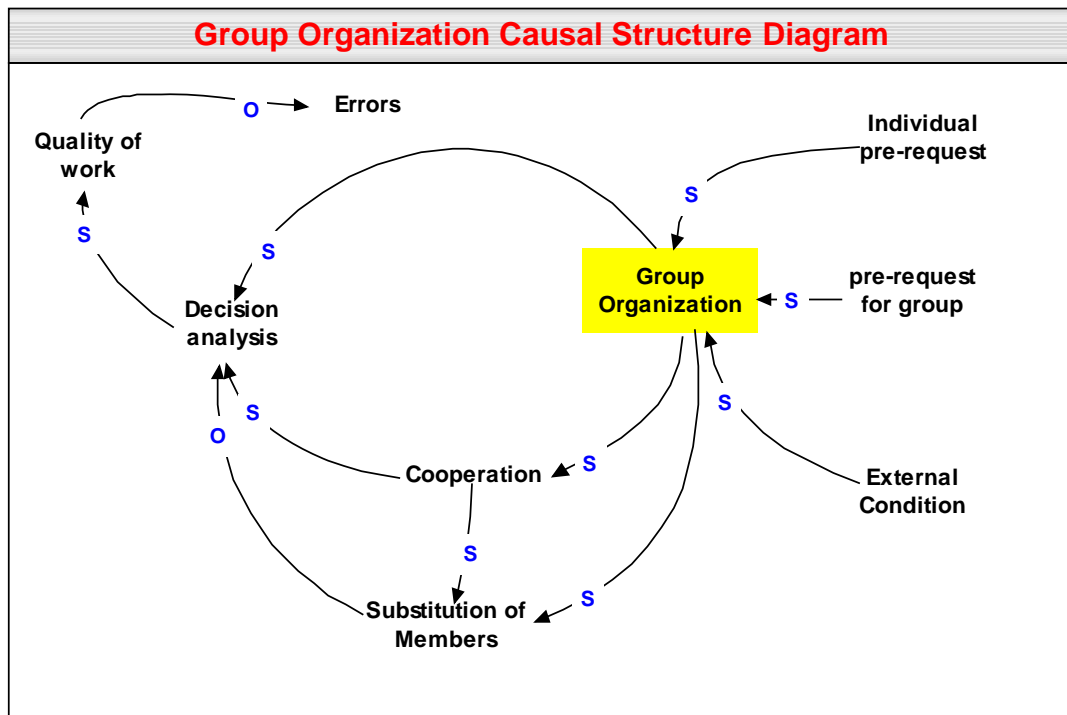 Group Organization Causal Structure Diagram
O
Errors
Quality of
work
Individual
pre-request
S
S
S
S
Group
Organization
S
pre-request
for group
Decision
analysis
S
S
O
S
Cooperation
External
Condition
S
S
Substitution of
Members